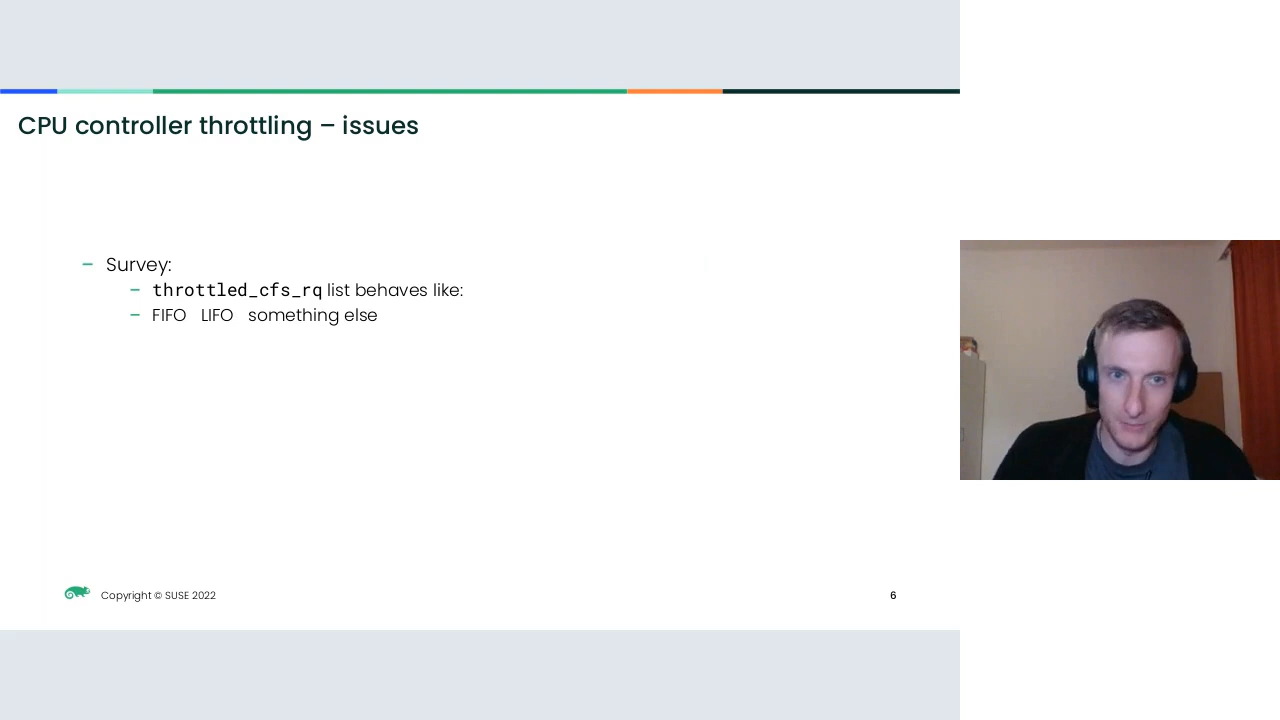 CPU controller throttling – issues
– Survey:
– throttled_cfs_rq list behaves like:
– FIFO LIFO something else
Copyright © SUSE 2022
6